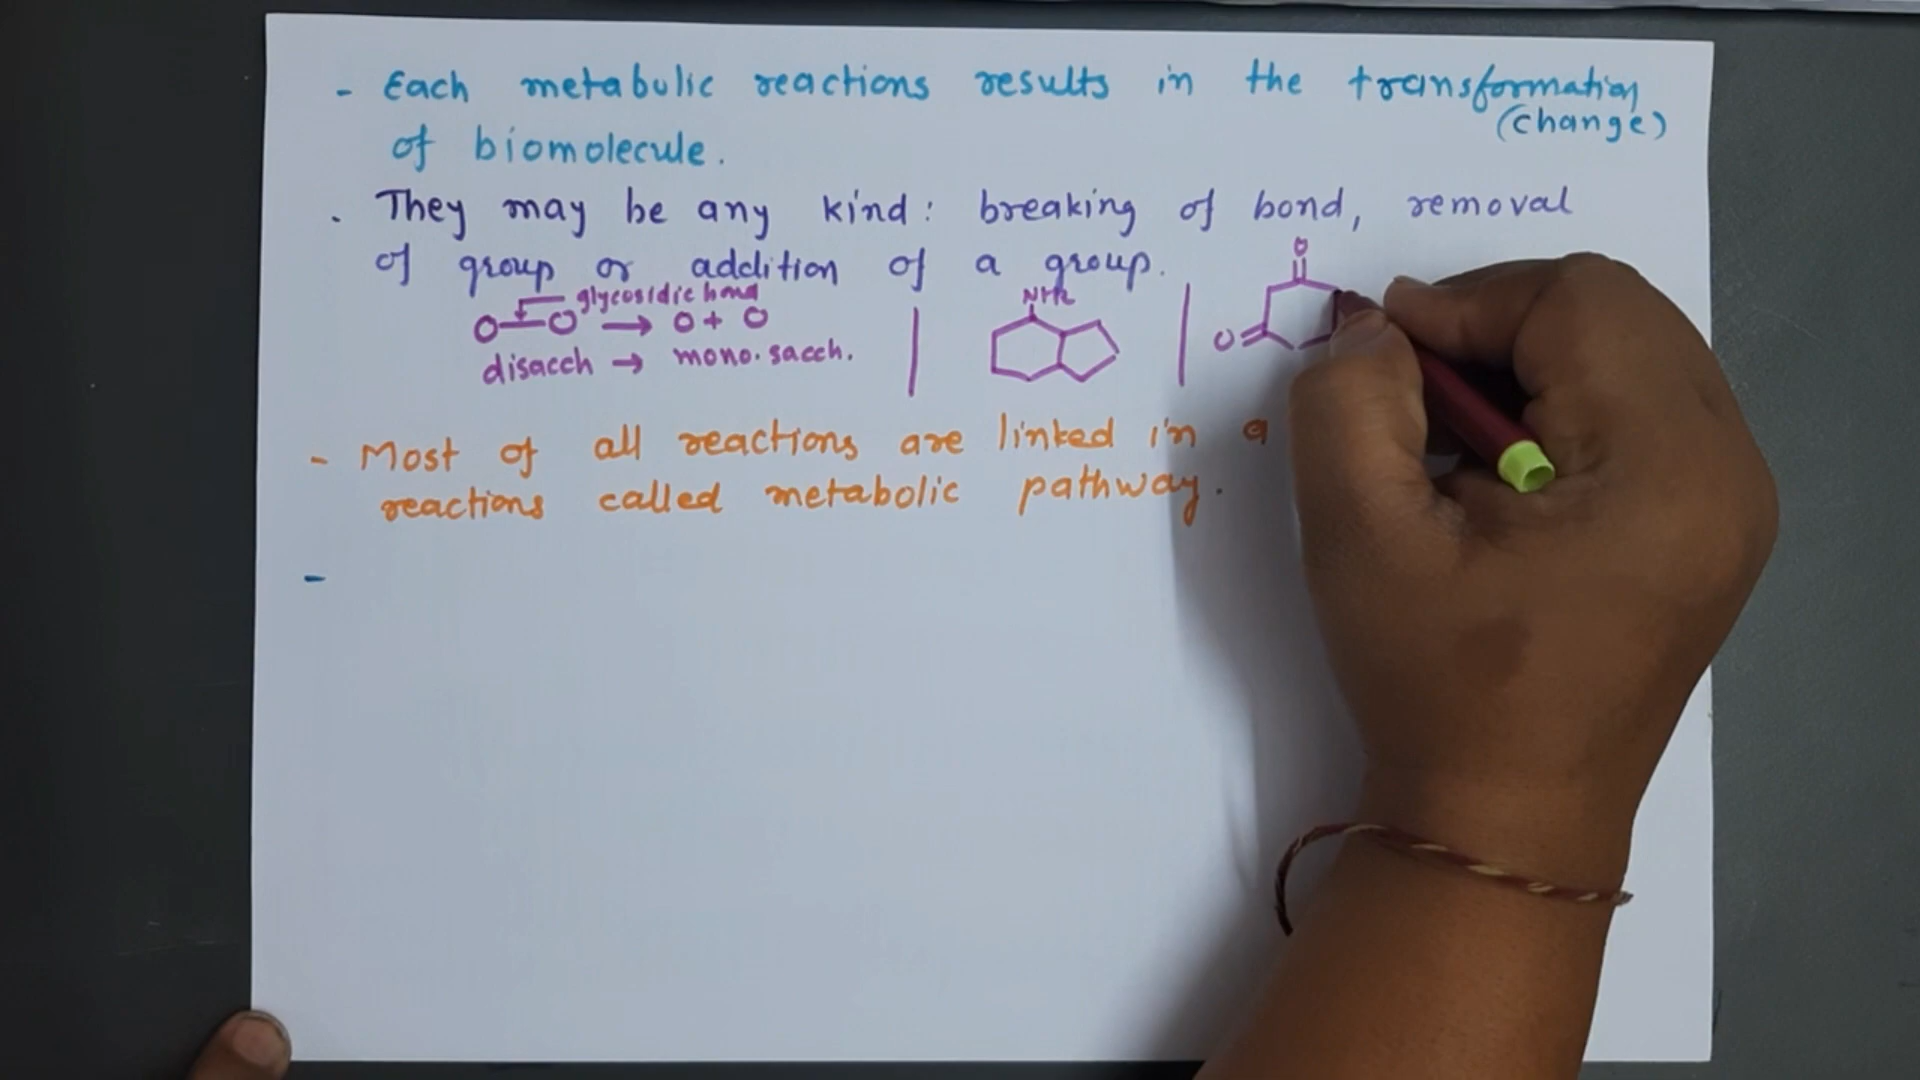 - Each metabolic reactions results in the transformation
(change)
of biomolecule.
. They may be any kind: breaking of bond, removal
of group or addition of a group.
glycosidic bond
O-O → O + O
disacch → mono.sacch.
NH2
O
O
- Most of all reactions are linked in a
reactions called metabolic pathway.
-